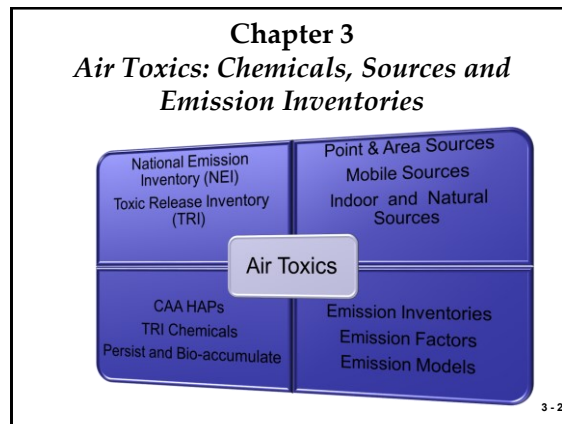 Chapter 3
Air Toxics: Chemicals, Sources and
Emission Inventories
National Emission
Inventory (NEI)
Toxic Release Inventory
(TRI)
Point & Area Sources
Mobile Sources
Indoor and Natural
Sources
Air Toxics
CAA HAPs
TRI Chemicals
Persist and Bio-accumulate
Emission Inventories
Emission Factors
Emission Models
3 - 2